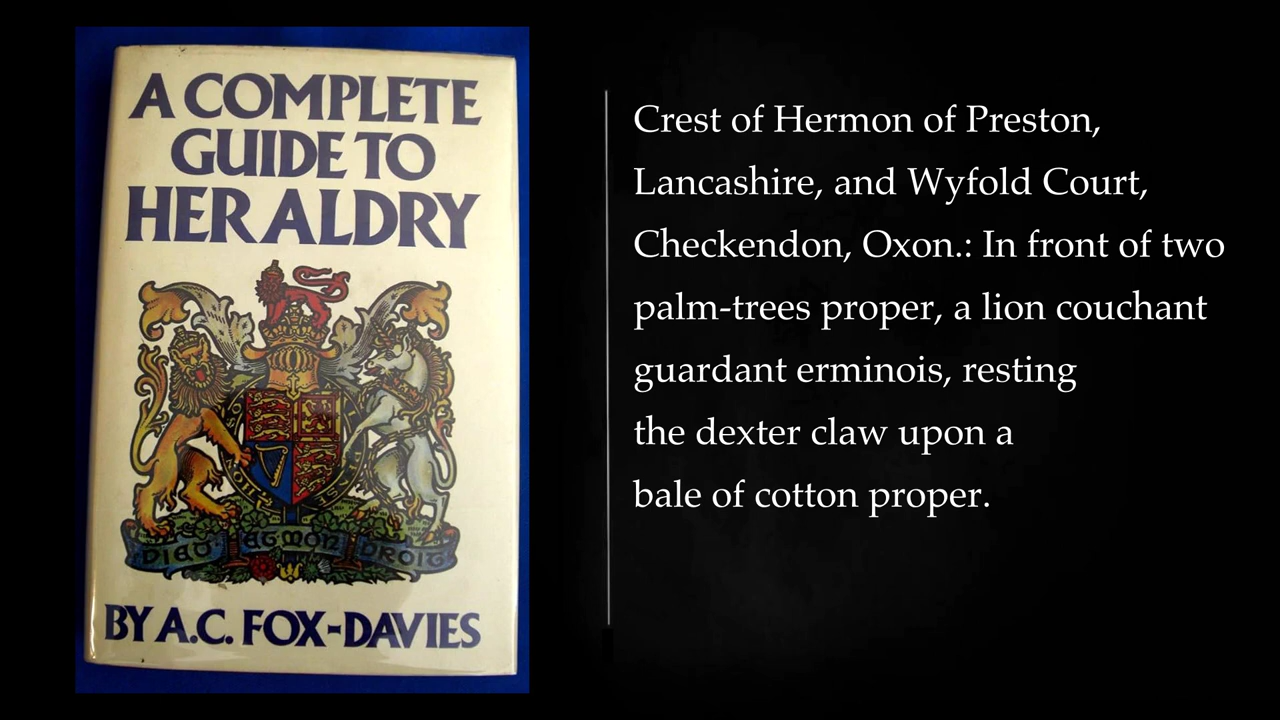 A COMPLETE
GUIDE TO
HERALDRY
DIEU ET MON DROIT
BY A.C. FOX-DAVIES
Crest of Hermon of Preston,
Lancashire, and Wyfold Court,
Checkendon, Oxon.: In front of two
palm-trees proper, a lion couchant
guardant erminois, resting
the dexter claw upon a
bale of cotton proper.